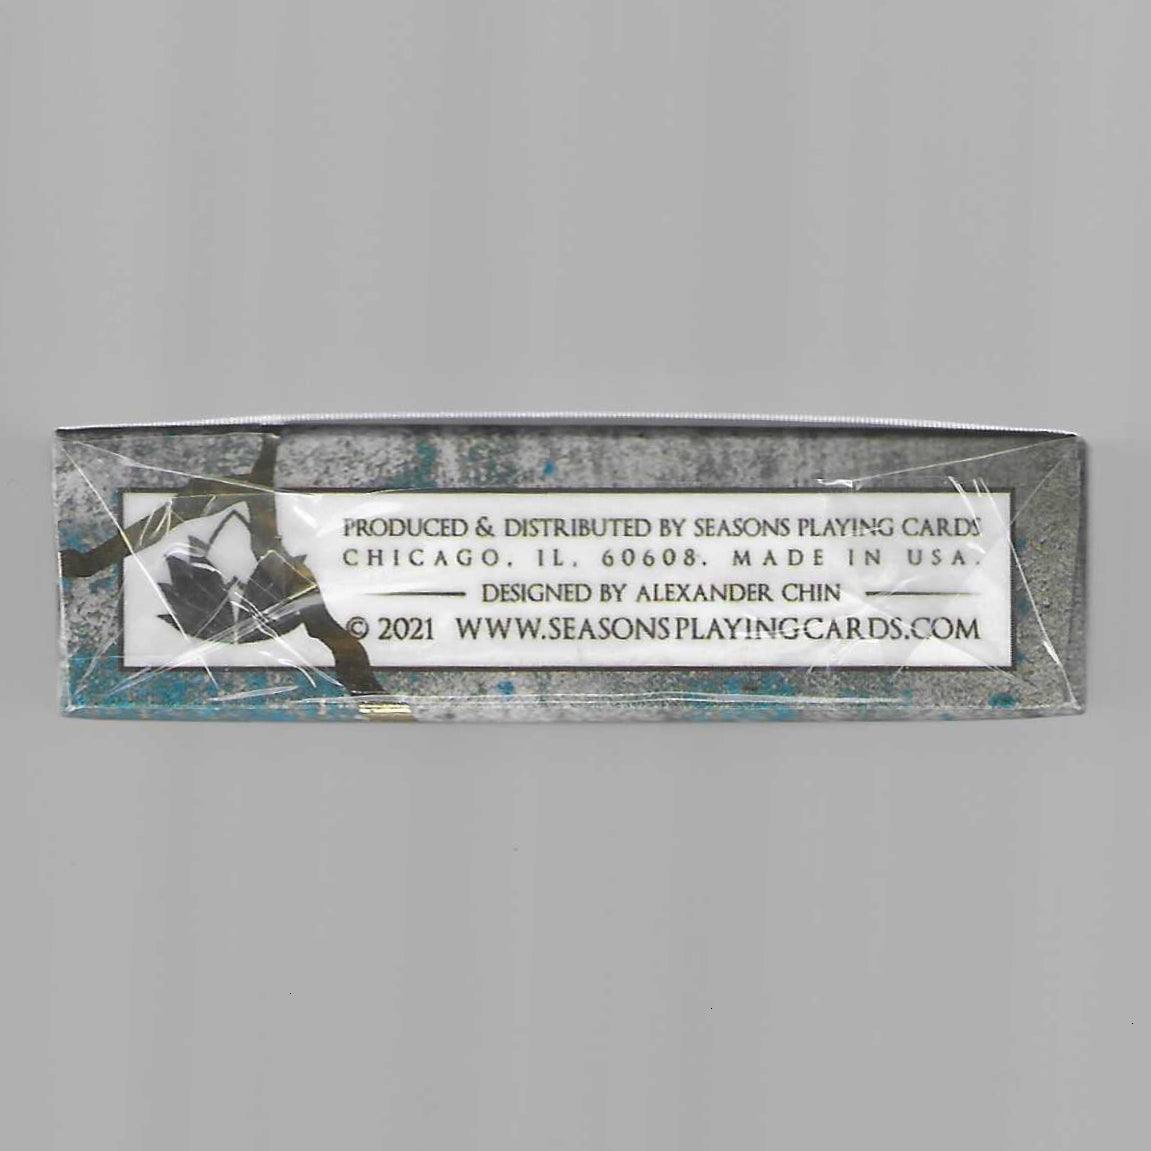 PRODUCED & DISTRIBUTED BY SEASONS PLAYING CARDS
CHICAGO, IL, 60608. MADE IN USA.
DESIGNED BY ALEXANDER CHIN
© 2021 WWW.SEASONSPLAYINGCARDS.COM